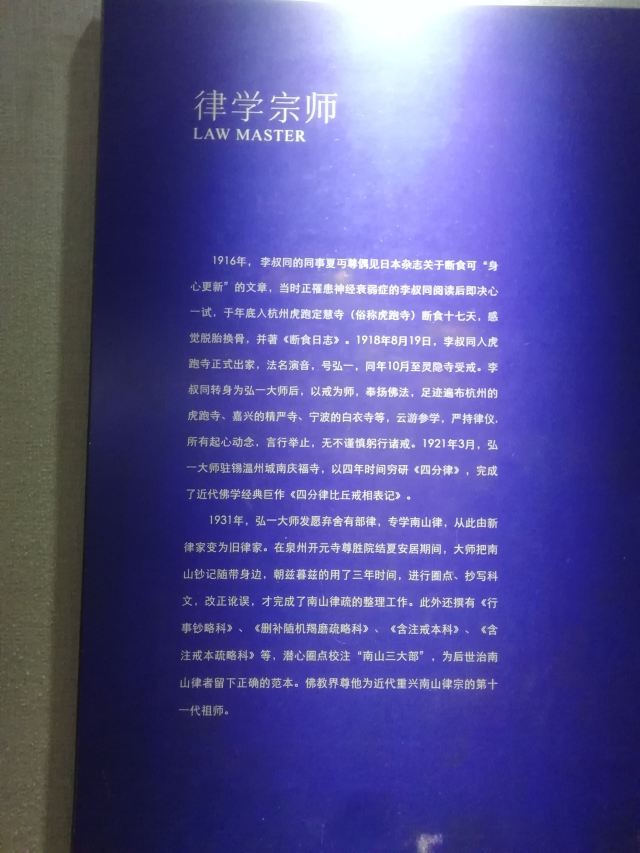 律学宗师
LAW MASTER
1916年，李叔同的同事夏丏尊偶见日本杂志关于断食可“身
心更新”的文章，当时正罹患神经衰弱症的李叔同阅读后即决心
一试，于年底入杭州虎跑定慧寺（俗称虎跑寺）断食十七天，感
觉脱胎换骨，并著《断食日志》。1918年8月19日，李叔同入虎
跑寺正式出家，法名演音，号弘一，同年10月至灵隐寺受戒。李
叔同转身为弘一大师后，以戒为师，奉扬佛法，足迹遍布杭州的
虎跑寺、嘉兴的精严寺、宁波的白衣寺等，云游参学，严持律仪，
所有起心动念，言行举止，无不谨慎躬行诸戒。1921年3月，弘
一大师驻锡温州城南庆福寺，以四年时间穷研《四分律》，完成
了近代佛学经典巨作《四分律比丘戒相表记》。
1931年，弘一大师发愿弃舍有部律，专学南山律，从此由新
律家变为旧律家。在泉州开元寺尊胜院结夏安居期间，大师把南
山钞记随带身边，朝兹暮兹的用了三年时间，进行圈点、抄写科
文，改正讹误，才完成了南山律疏的整理工作。此外还撰有《行
事钞略科》、《删补随机羯磨疏略科》、《含注戒本科》、《含
注戒本疏略科》等，潜心圈点校注“南山三大部”，为后世治南
山律者留下正确的范本。佛教界尊他为近代重兴南山律宗的第十
一代祖师。